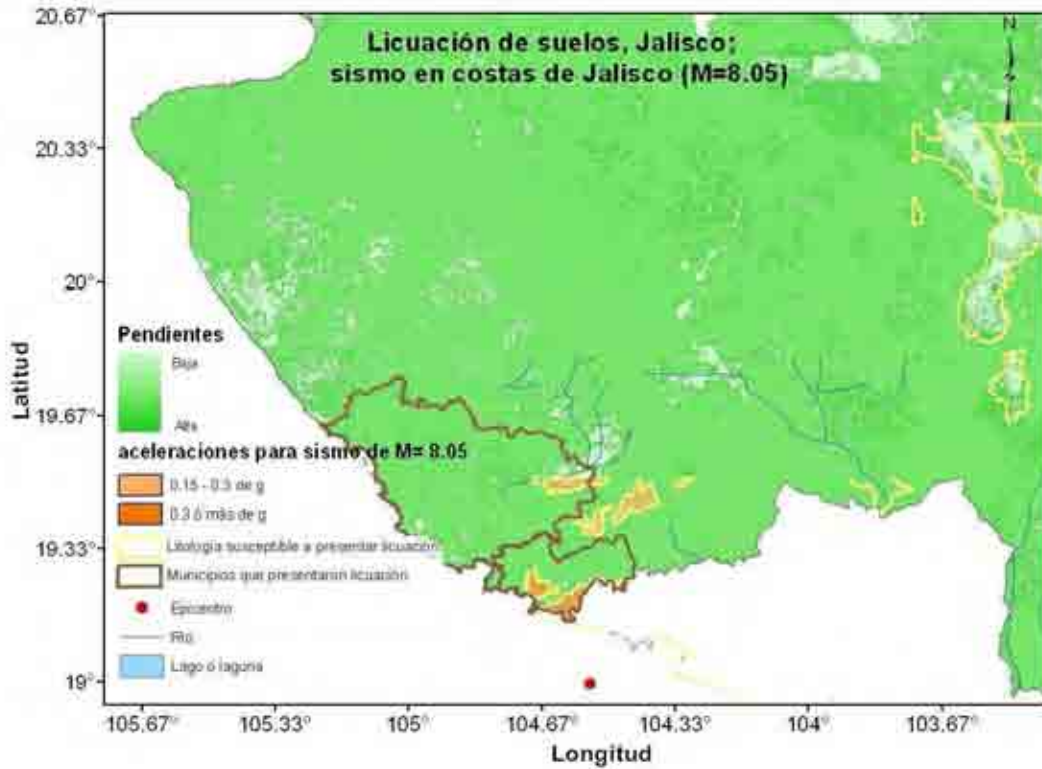 Licuación de suelos, Jalisco;
sismo en costas de Jalisco (M=8.05)
N
20.67°
20.33°
20°
19.67°
19.33°
19°
Latitud
Pendientes
Baja
Alta
aceleraciones para sismo de M= 8.05
0.15 - 0.3 de g
0.3 ó más de g
Litología susceptible a presentar licuación
Municipios que presentaron licuación
Epicentro
Río
Lago ó laguna
105.67° 105.33° 105° 104.67° 104.33° 104° 103.67°
Longitud